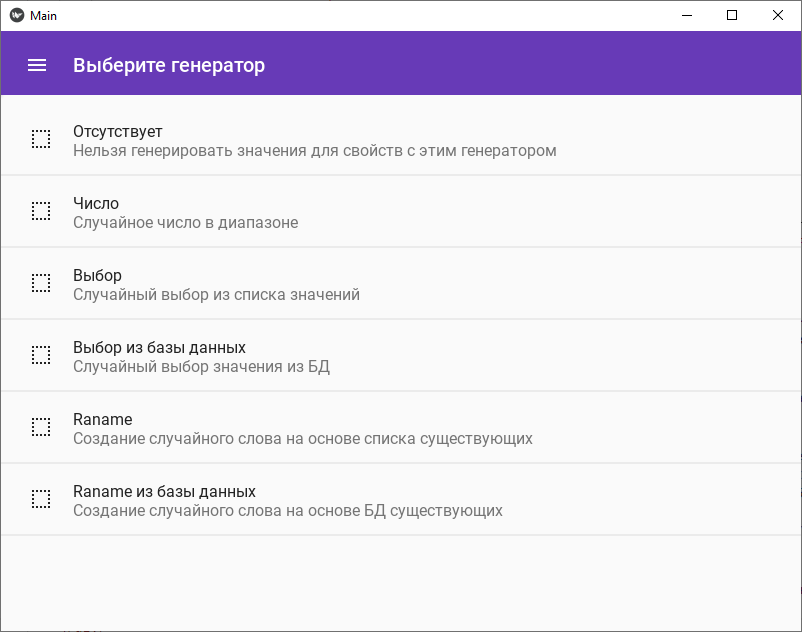 Main
Выберите генератор
Отсутствует
Нельзя генерировать значения для свойств с этим генератором
Число
Случайное число в диапазоне
Выбор
Случайный выбор из списка значений
Выбор из базы данных
Случайный выбор значения из БД
Raname
Создание случайного слова на основе списка существующих
Raname из базы данных
Создание случайного слова на основе БД существующих